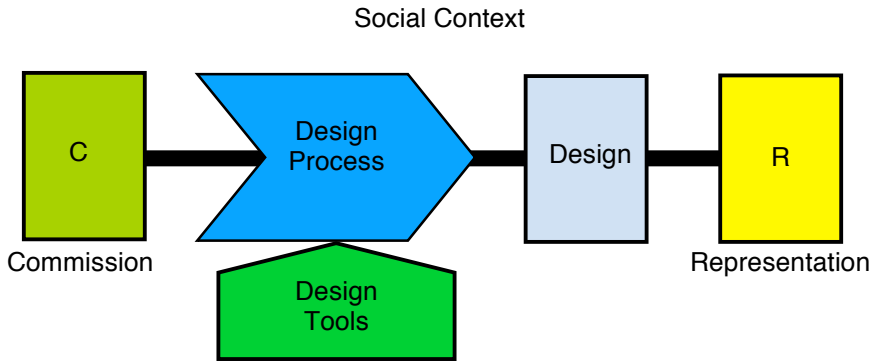 Social Context
C
Design
Process
Design
R
Commission
Representation
Design
Tools